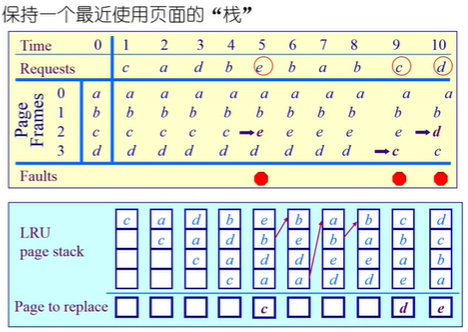 保持一个最近使用页面的“栈”
Time 0 1 2 3 4 5 6 7 8 9 10
Requests c a d b e b a b c d
Page Frames
0 a a a a a a a a a a a
1 b b b b b b b b b b b
2 c c c c c →e e e e e →d
3 d d d d d d d d d →c c
Faults
LRU page stack
c a d b e b a b c d
c a d b e b a b c
c a d d e e a b
c a a d d e a
Page to replace c d e